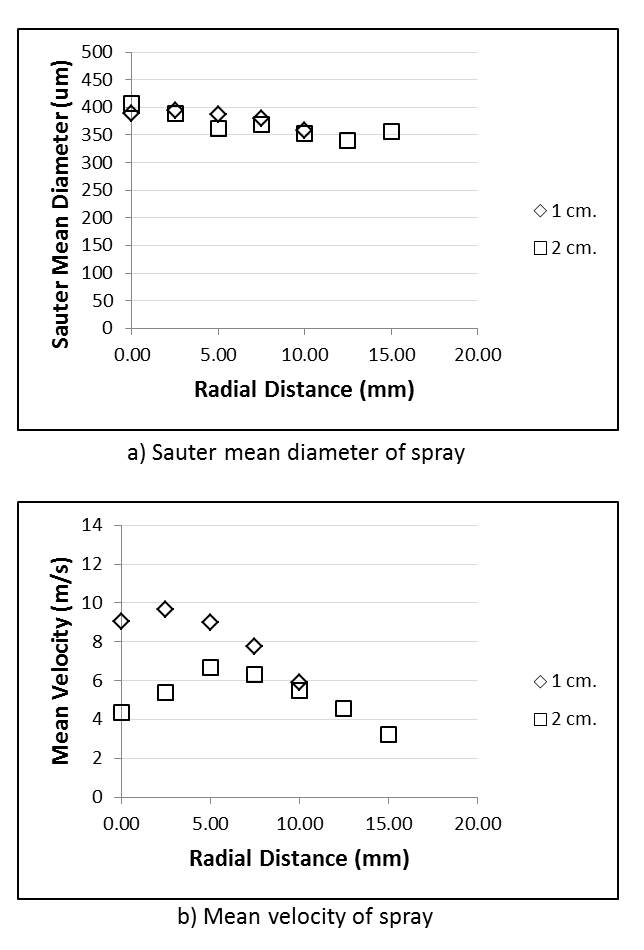 500
450
400
350
300
250
200
150
100
50
0
Sauter Mean Diameter (um)
0.00 5.00 10.00 15.00 20.00
Radial Distance (mm)
1 cm.
2 cm.
a) Sauter mean diameter of spray
14
12
10
8
6
4
2
0
Mean Velocity (m/s)
0.00 5.00 10.00 15.00 20.00
Radial Distance (mm)
1 cm.
2 cm.
b) Mean velocity of spray